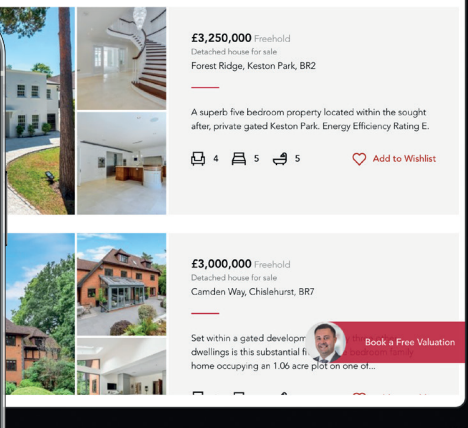 £3,250,000 Freehold
Detached house for sale
Forest Ridge, Keston Park, BR2
A superb five bedroom property located within the sought
after, private gated Keston Park. Energy Efficiency Rating E.
4 5 5 Add to Wishlist
£3,000,000 Freehold
Detached house for sale
Camden Way, Chislehurst, BR7
Set within a gated developm
Book a Free Valuation
dwellings is this substantial fi bedroom family
home occupying an 1.06 acre plot on one of...